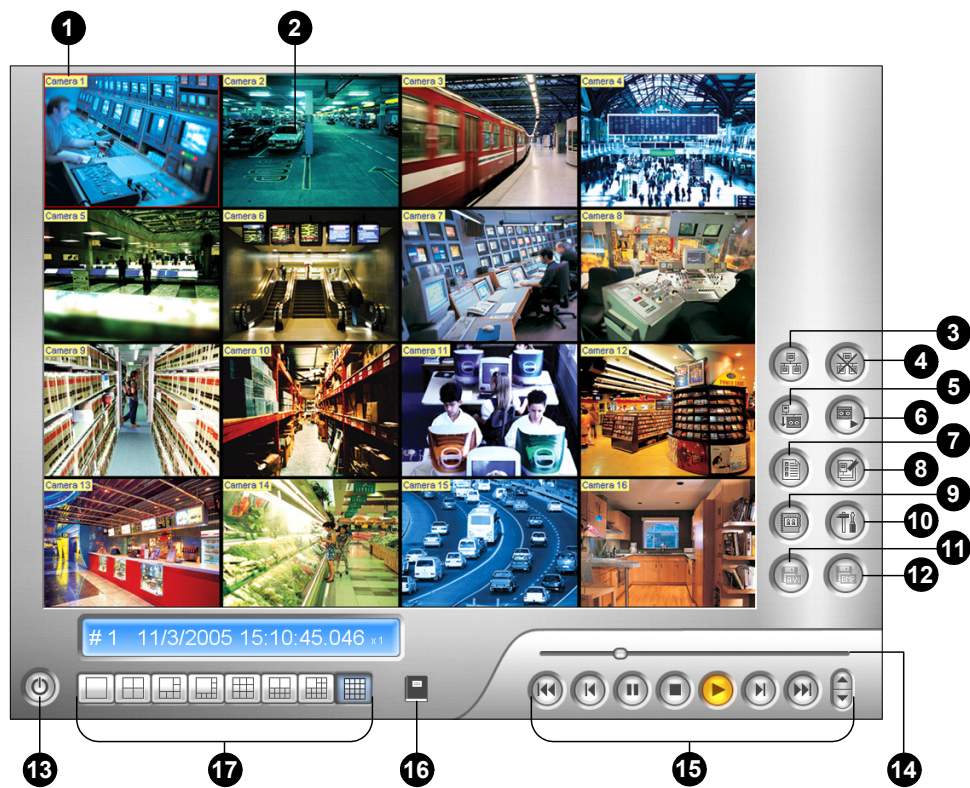 1
2
Camera 1
Camera 2
Camera 3
Camera 4
Camera 5
Camera 6
Camera 7
Camera 8
Camera 9
Camera 10
Camera 11
Camera 12
Camera 13
Camera 14
Camera 15
Camera 16
3
4
5
6
7
8
9
10
11
12
AVI
BMP
# 1 11/3/2005 15:10:45.046 x1
13
17
16
15
14